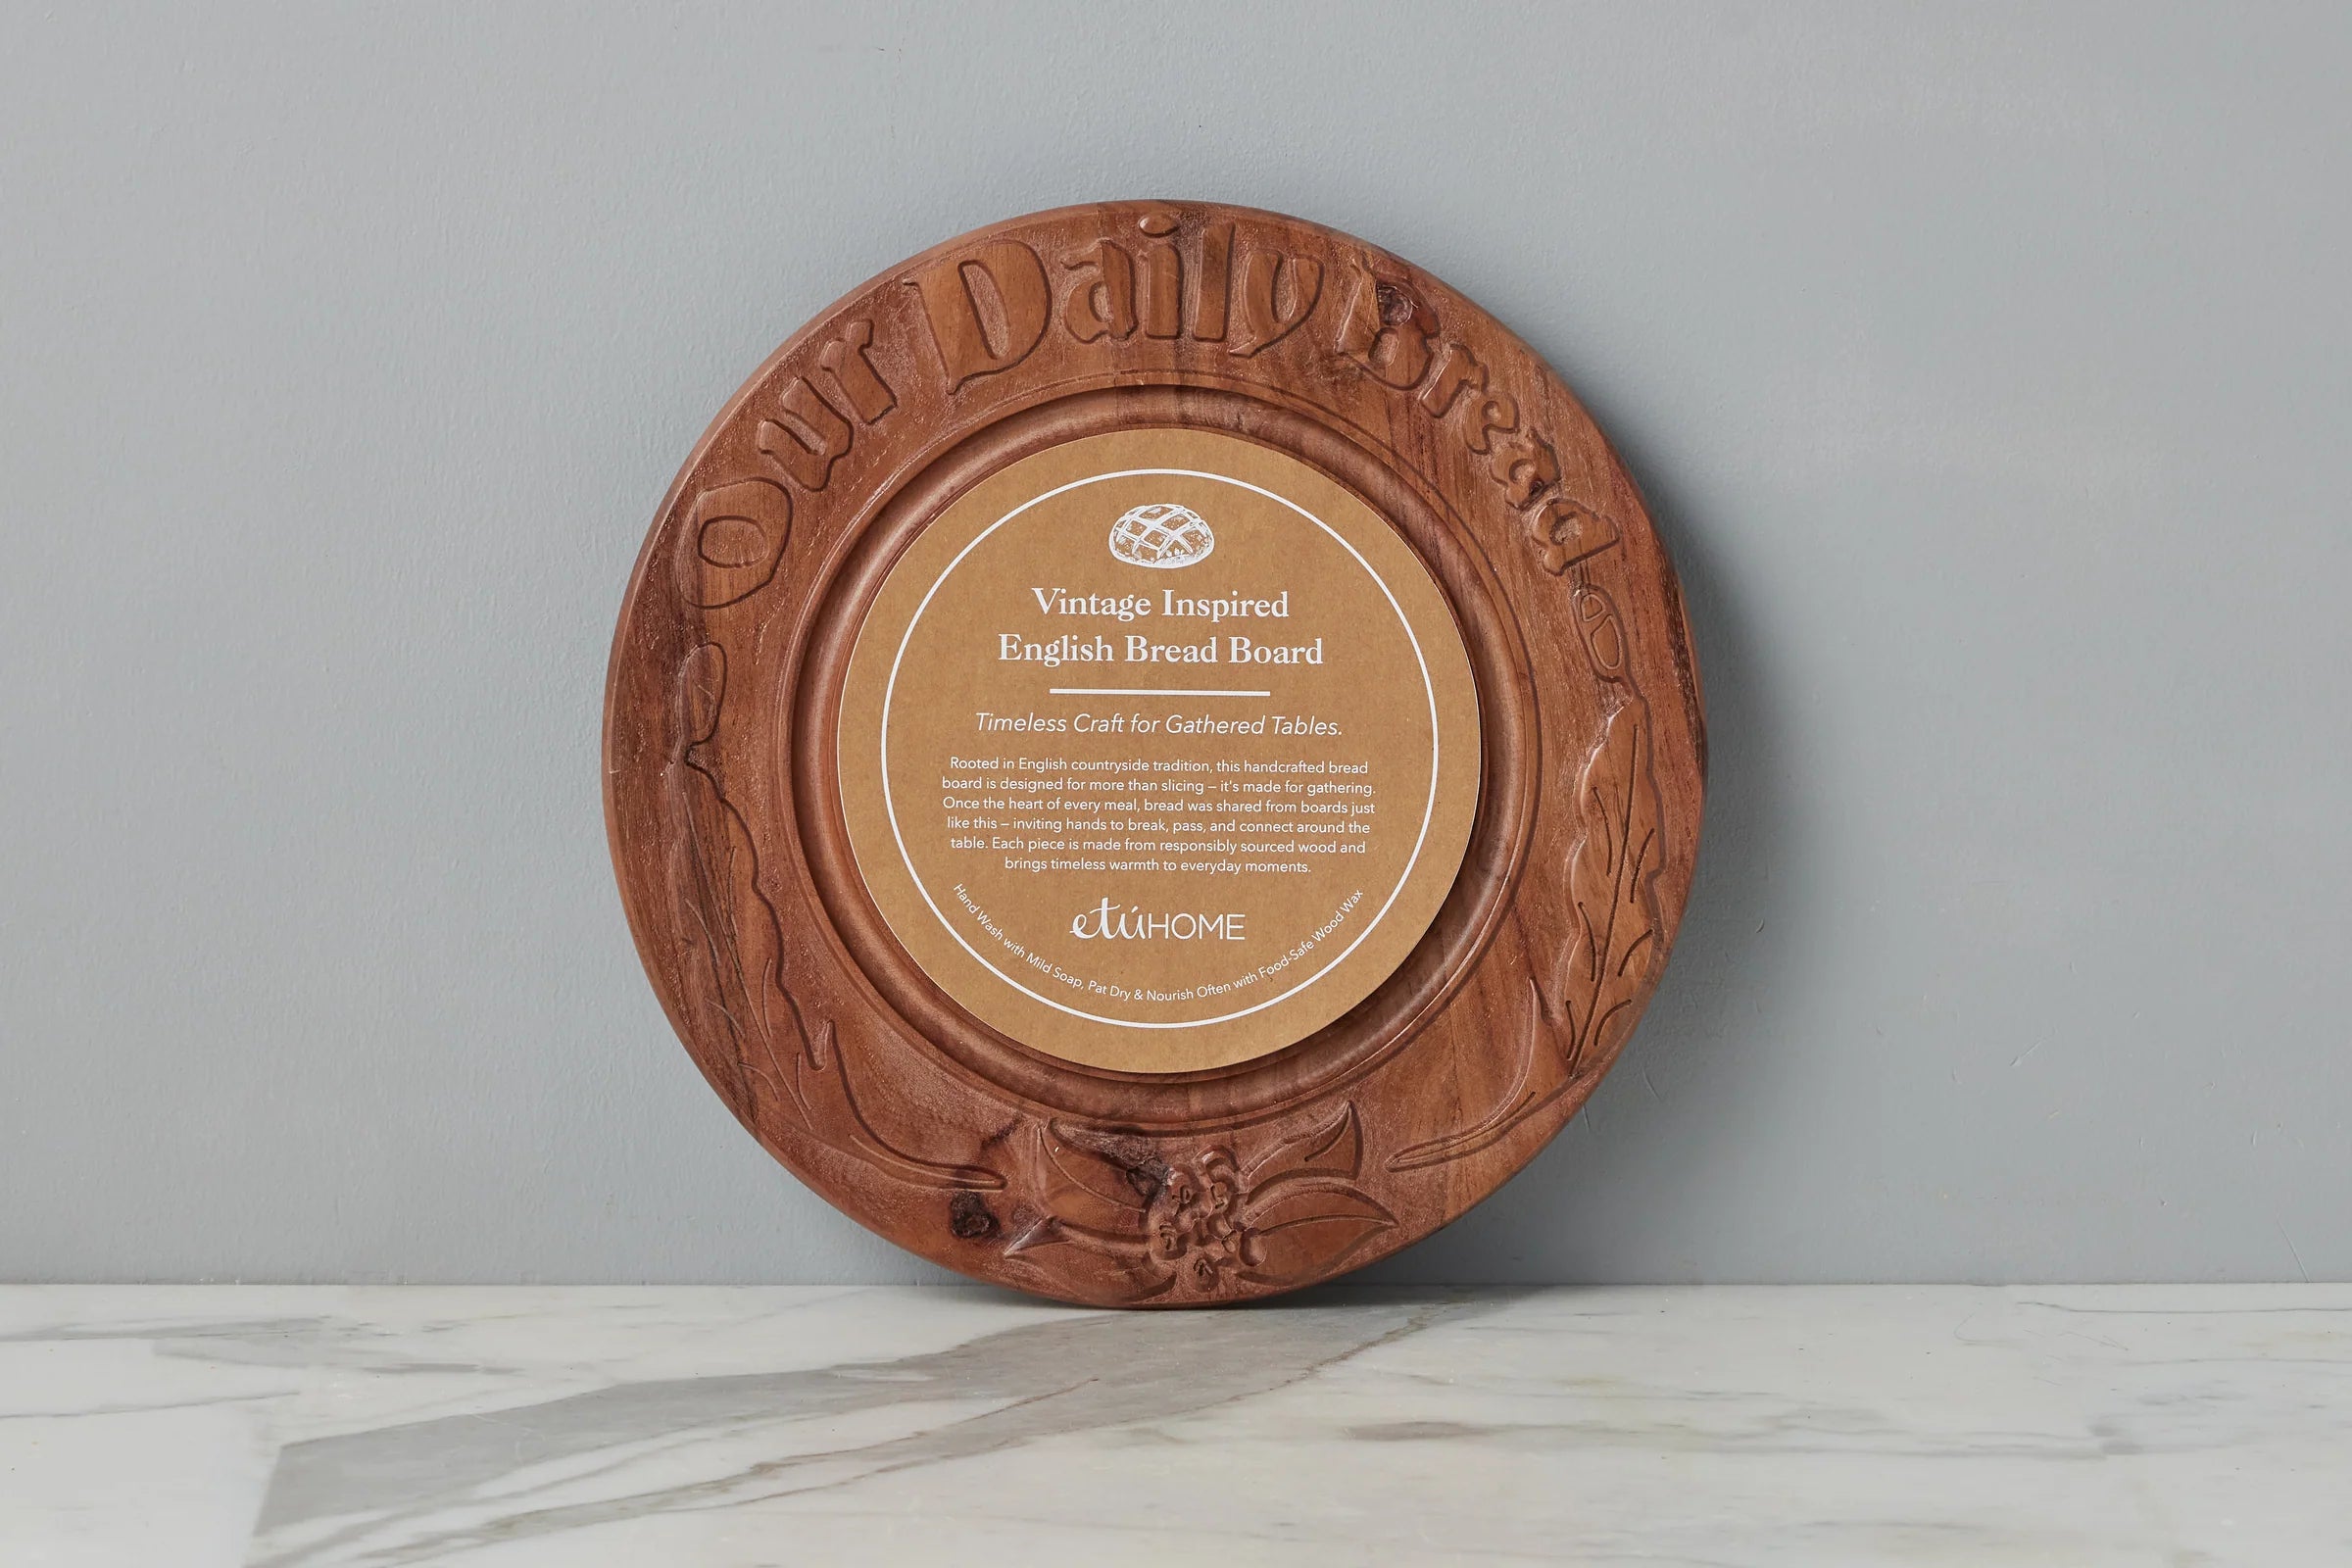 Our Daily Bread
Vintage Inspired
English Bread Board
Timeless Craft for Gathered Tables.
Rooted in English countryside tradition, this handcrafted bread
board is designed for more than slicing – it's made for gathering.
Once the heart of every meal, bread was shared from boards just
like this – inviting hands to break, pass, and connect around the
table. Each piece is made from responsibly sourced wood and
brings timeless warmth to everyday moments.
etúHOME
Hand Wash with Mild Soap, Pat Dry & Nourish Often with Food-Safe Wood Wax